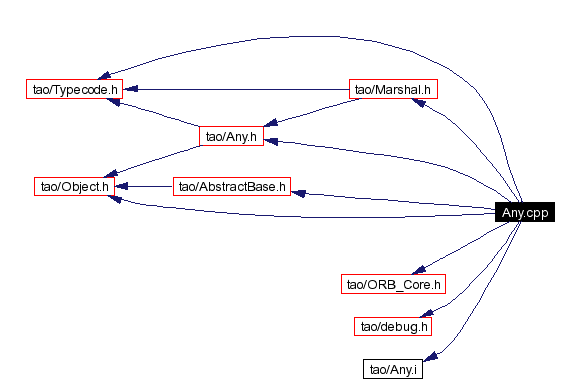 tao/Typecode.h
tao/Marshal.h
tao/Any.h
tao/Object.h
tao/AbstractBase.h
Any.cpp
tao/ORB_Core.h
tao/debug.h
tao/Any.i